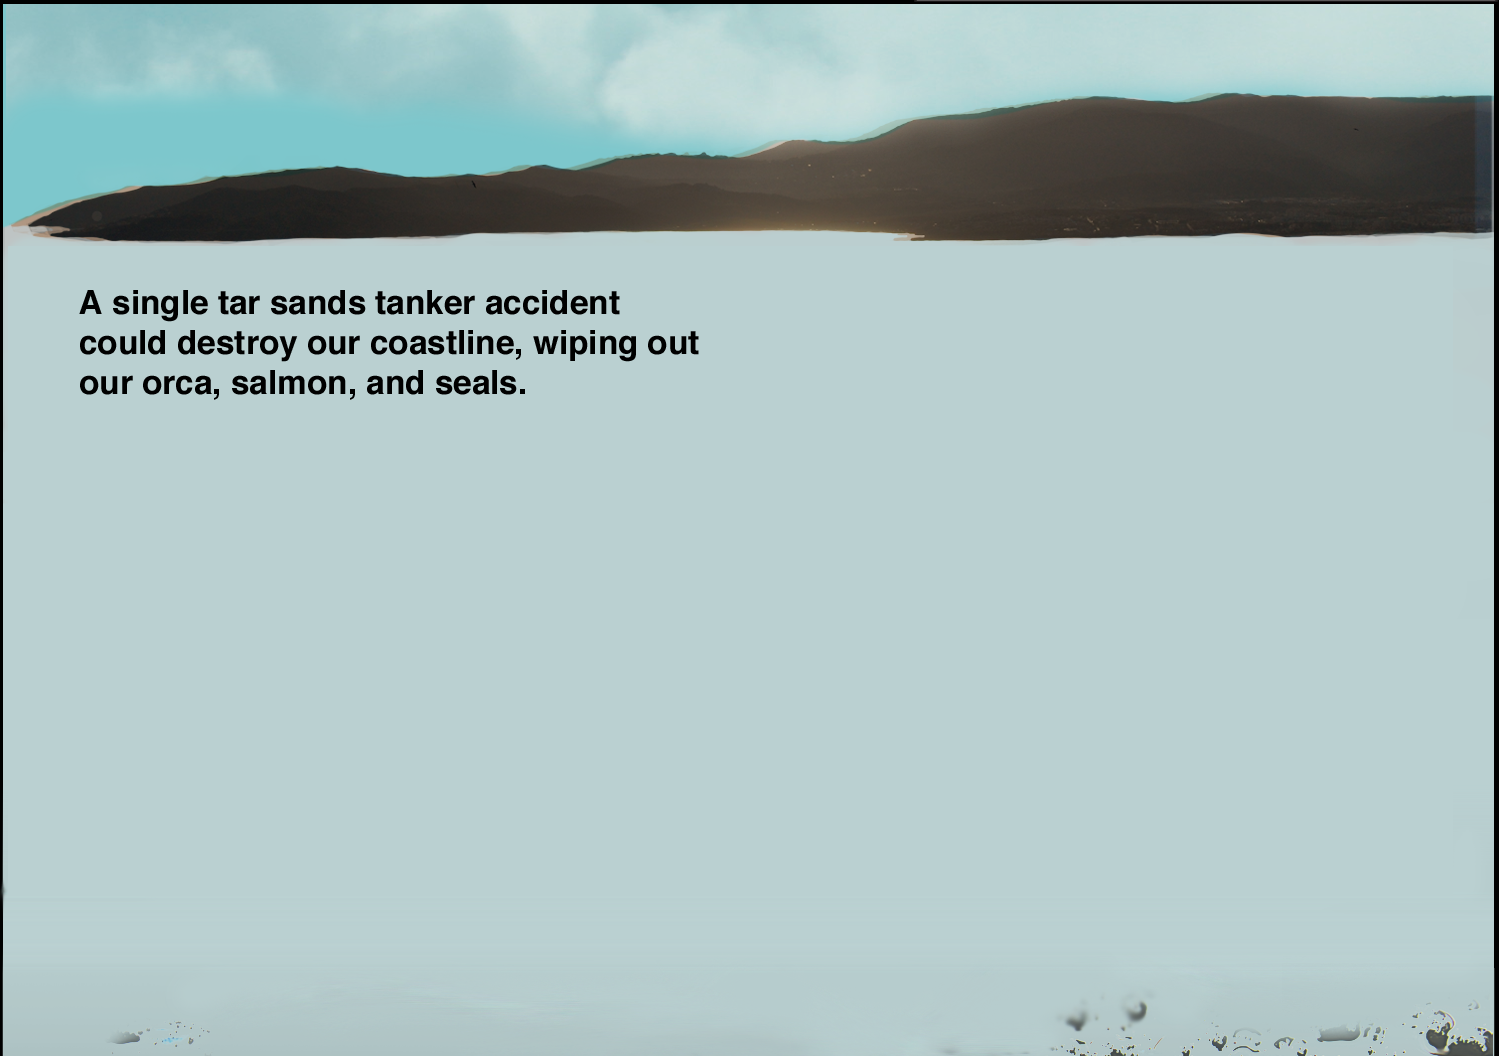 A single tar sands tanker accident
could destroy our coastline, wiping out
our orca, salmon, and seals.